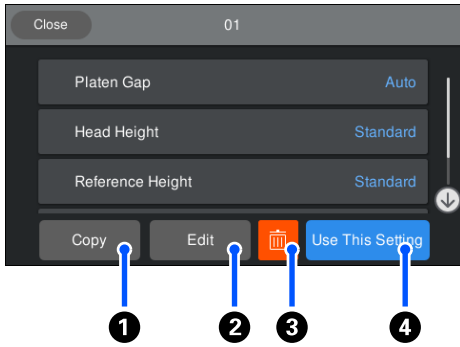 Close 01
Platen Gap Auto
Head Height Standard
Reference Height Standard
Copy Edit Use This Setting
1 2 3 4